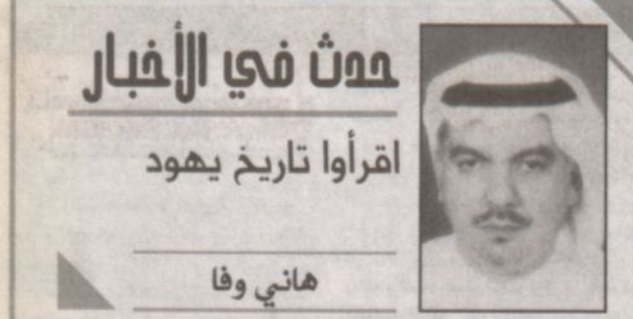 حدث في الأخبار
اقرأوا تاريخ يهود
هاني وفا